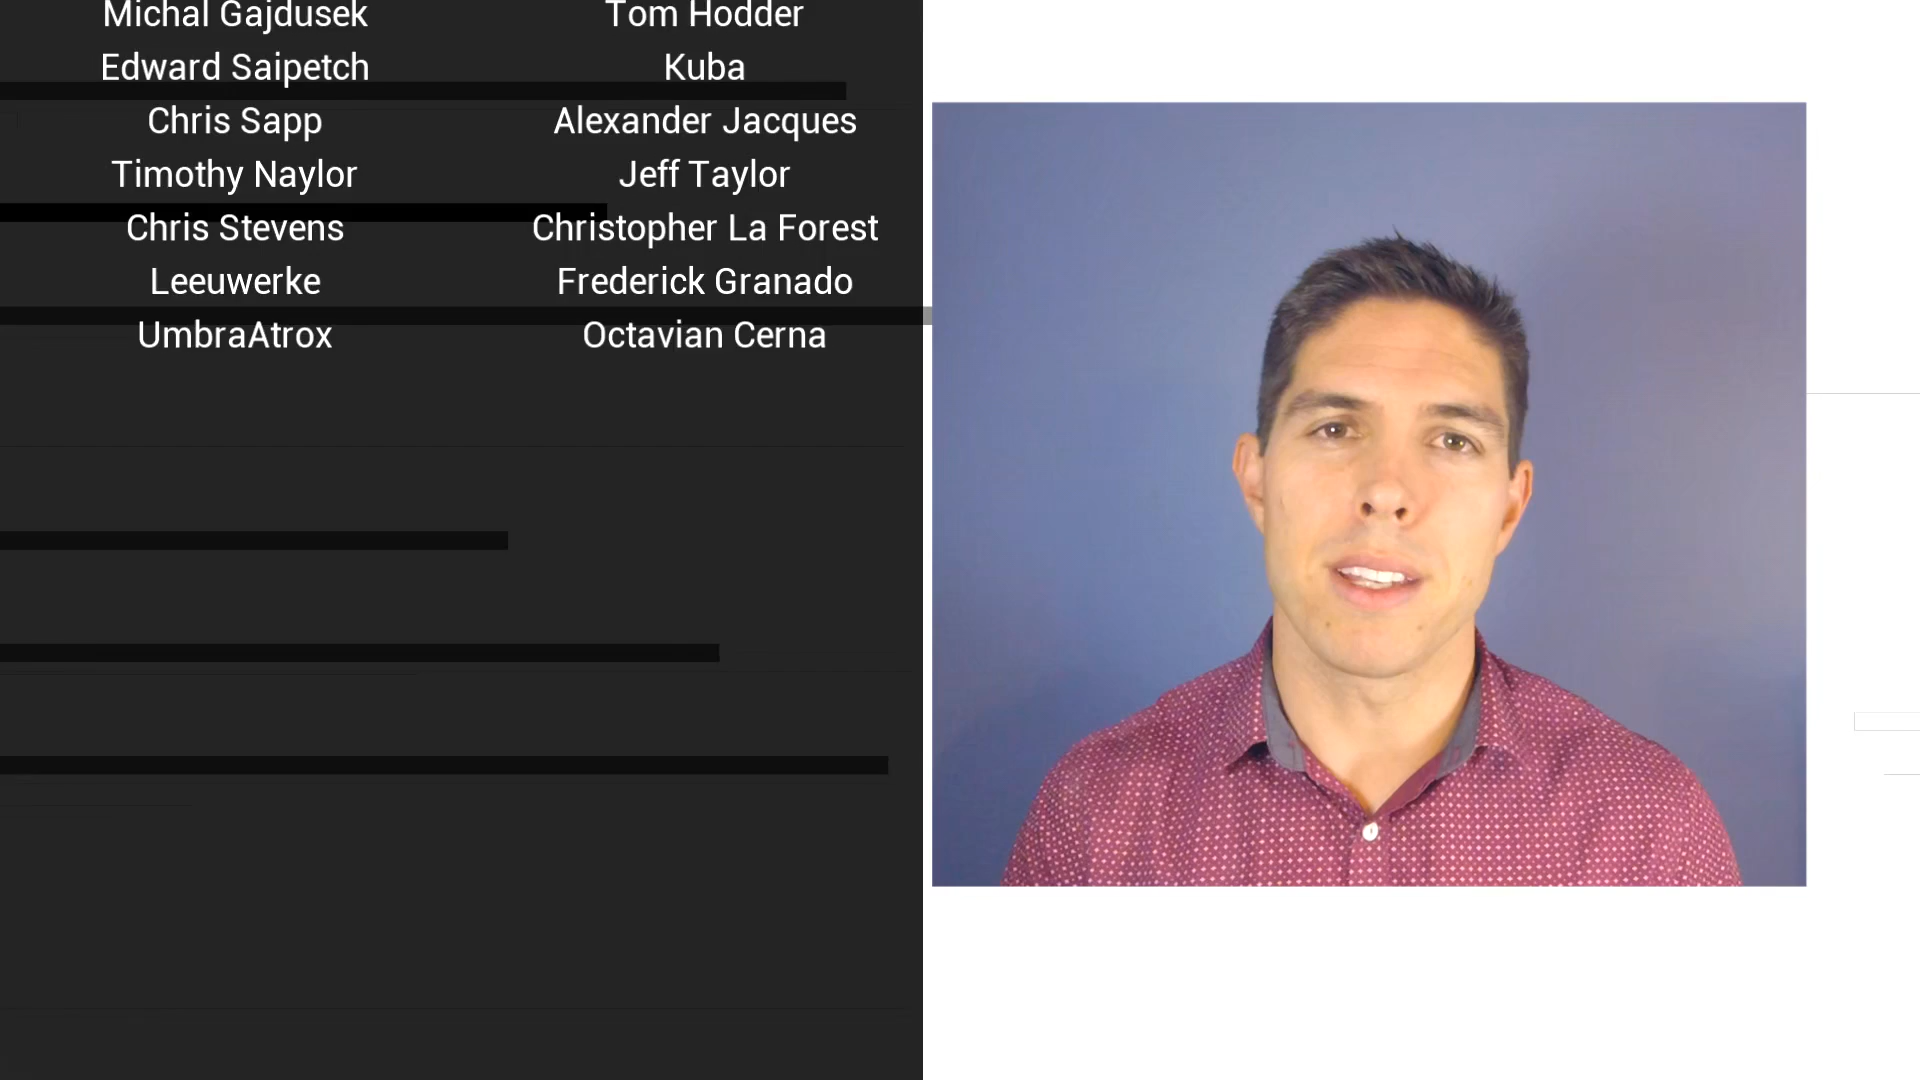 Michal Gajdusek
Tom Hodder
Edward Saipetch
Kuba
Chris Sapp
Alexander Jacques
Timothy Naylor
Jeff Taylor
Chris Stevens
Christopher La Forest
Leeuwerke
Frederick Granado
UmbraAtrox
Octavian Cerna